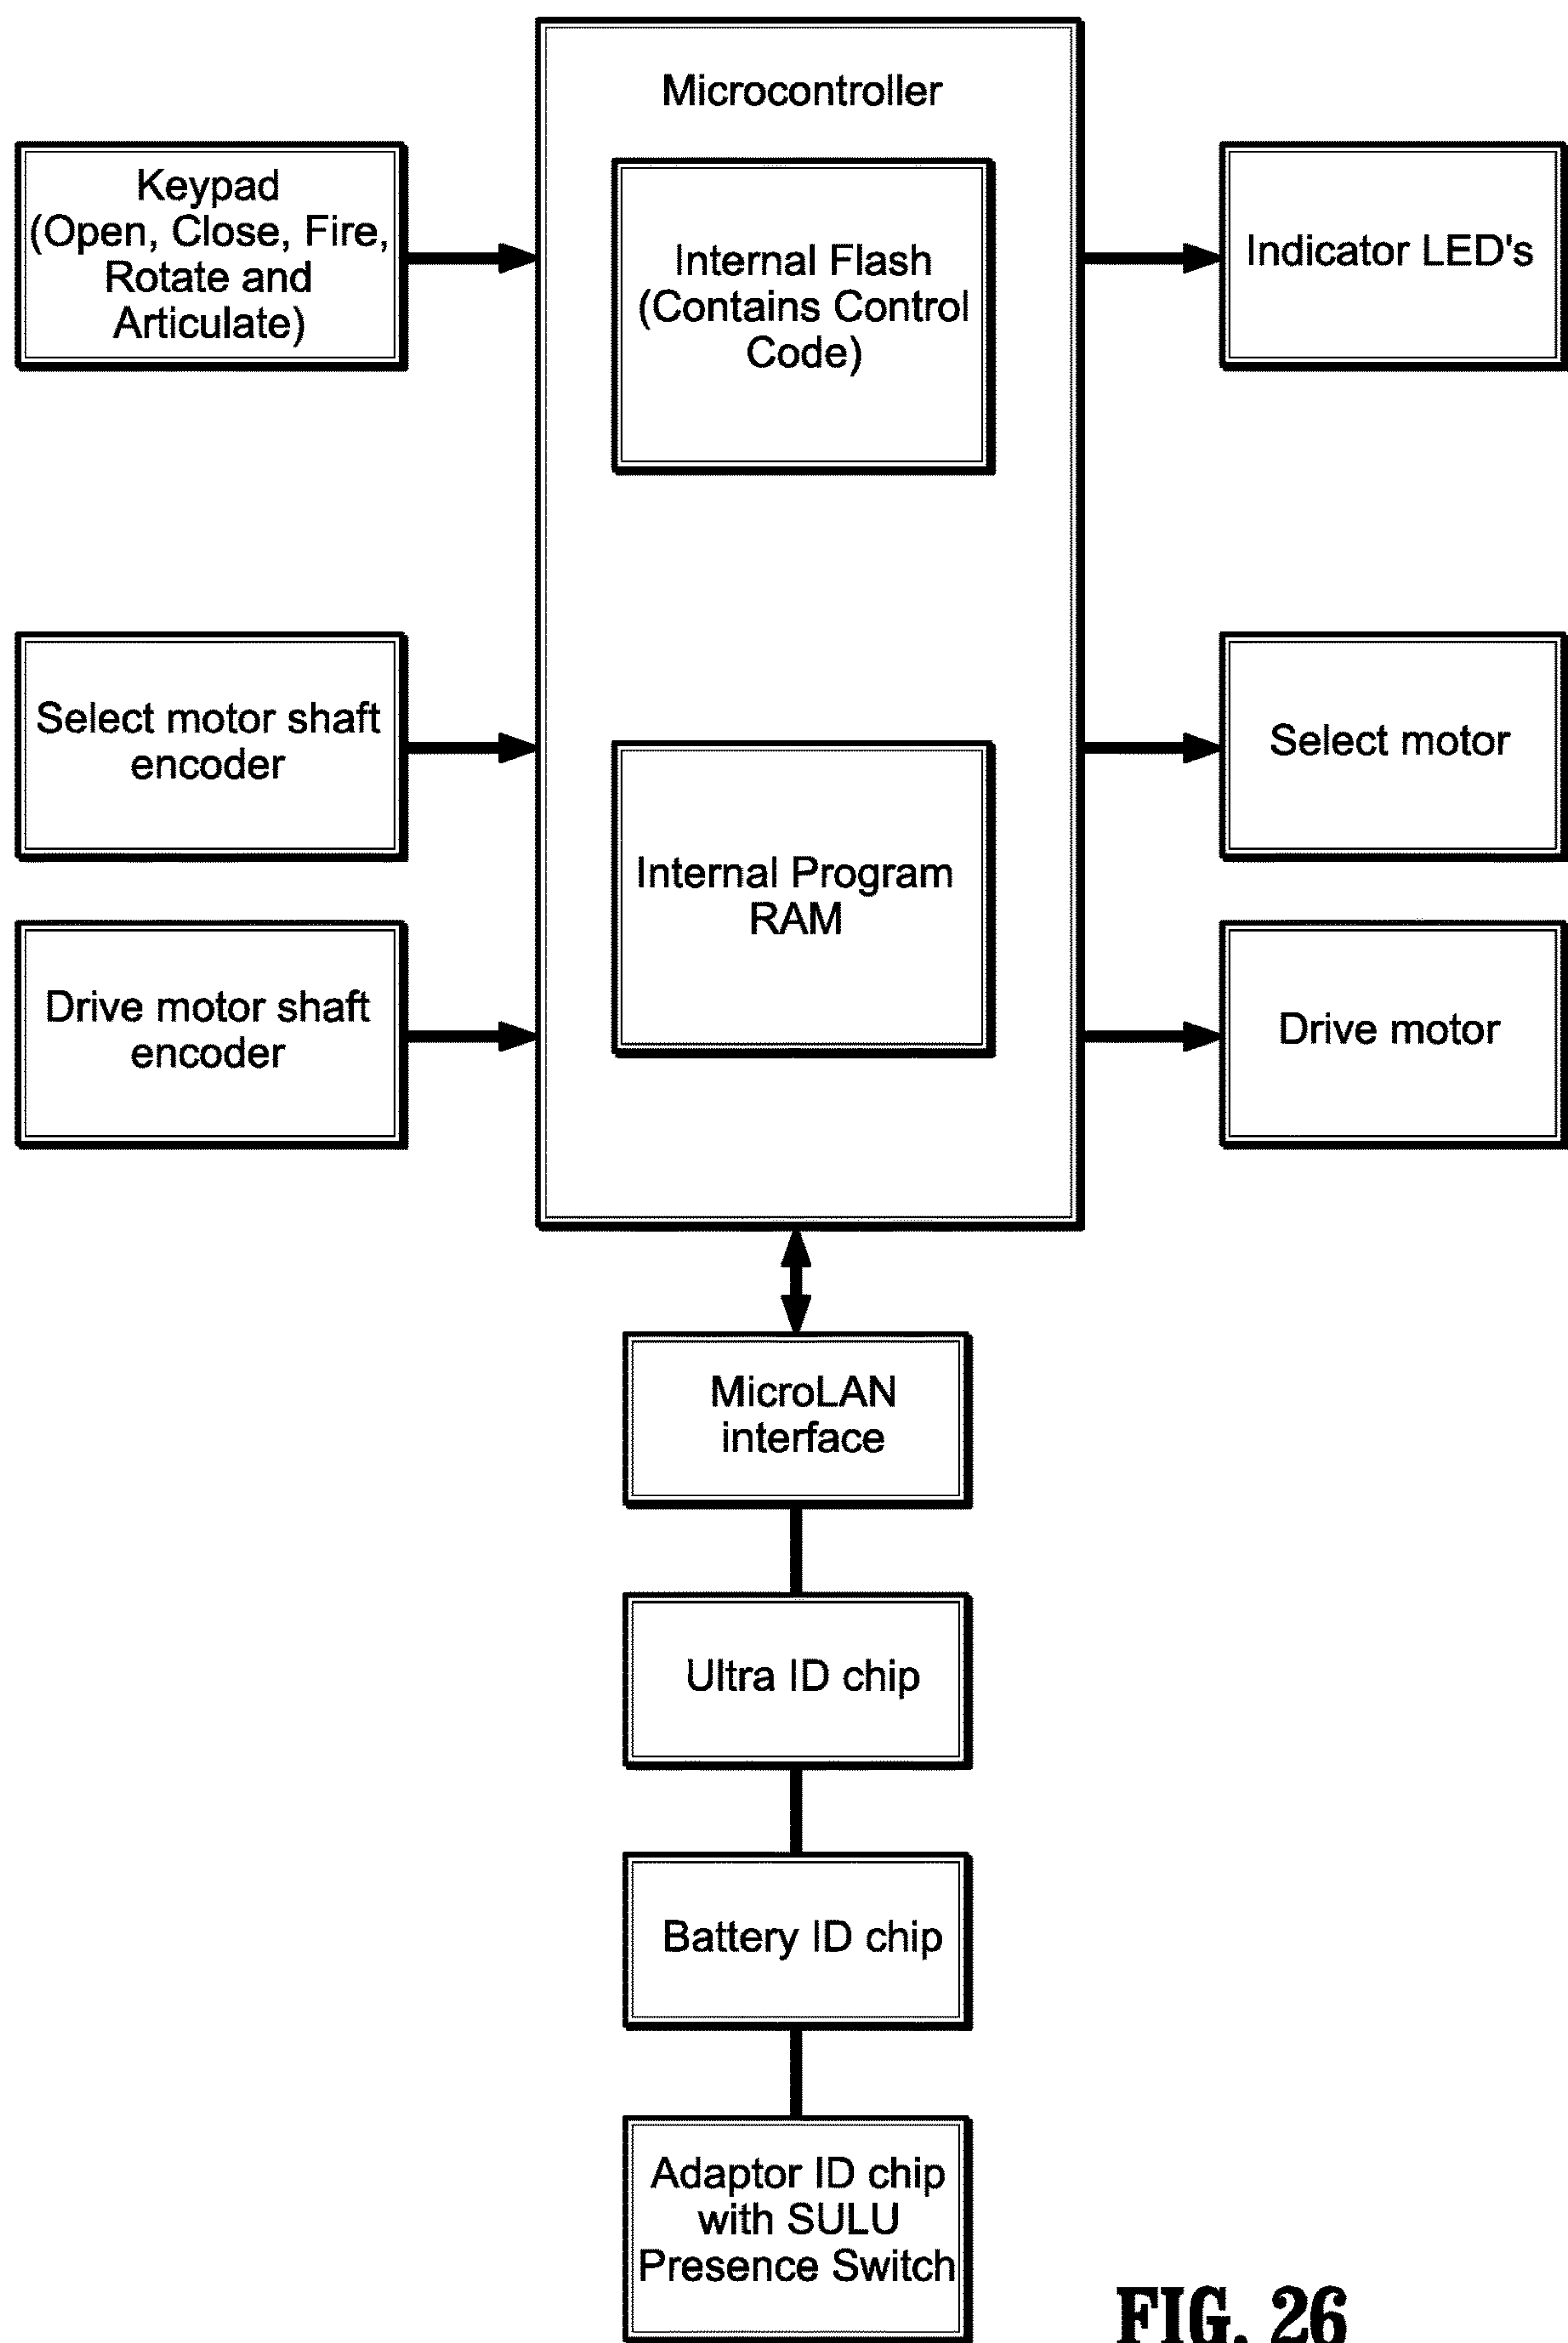 Microcontroller
Keypad
(Open, Close, Fire,
Rotate and
Articulate)
Internal Flash
(Contains Control
Code)
Indicator LED's
Select motor shaft
encoder
Select motor
Internal Program
RAM
Drive motor shaft
encoder
Drive motor
MicroLAN
interface
Ultra ID chip
Battery ID chip
Adaptor ID chip
with SULU
Presence Switch
FIG. 26